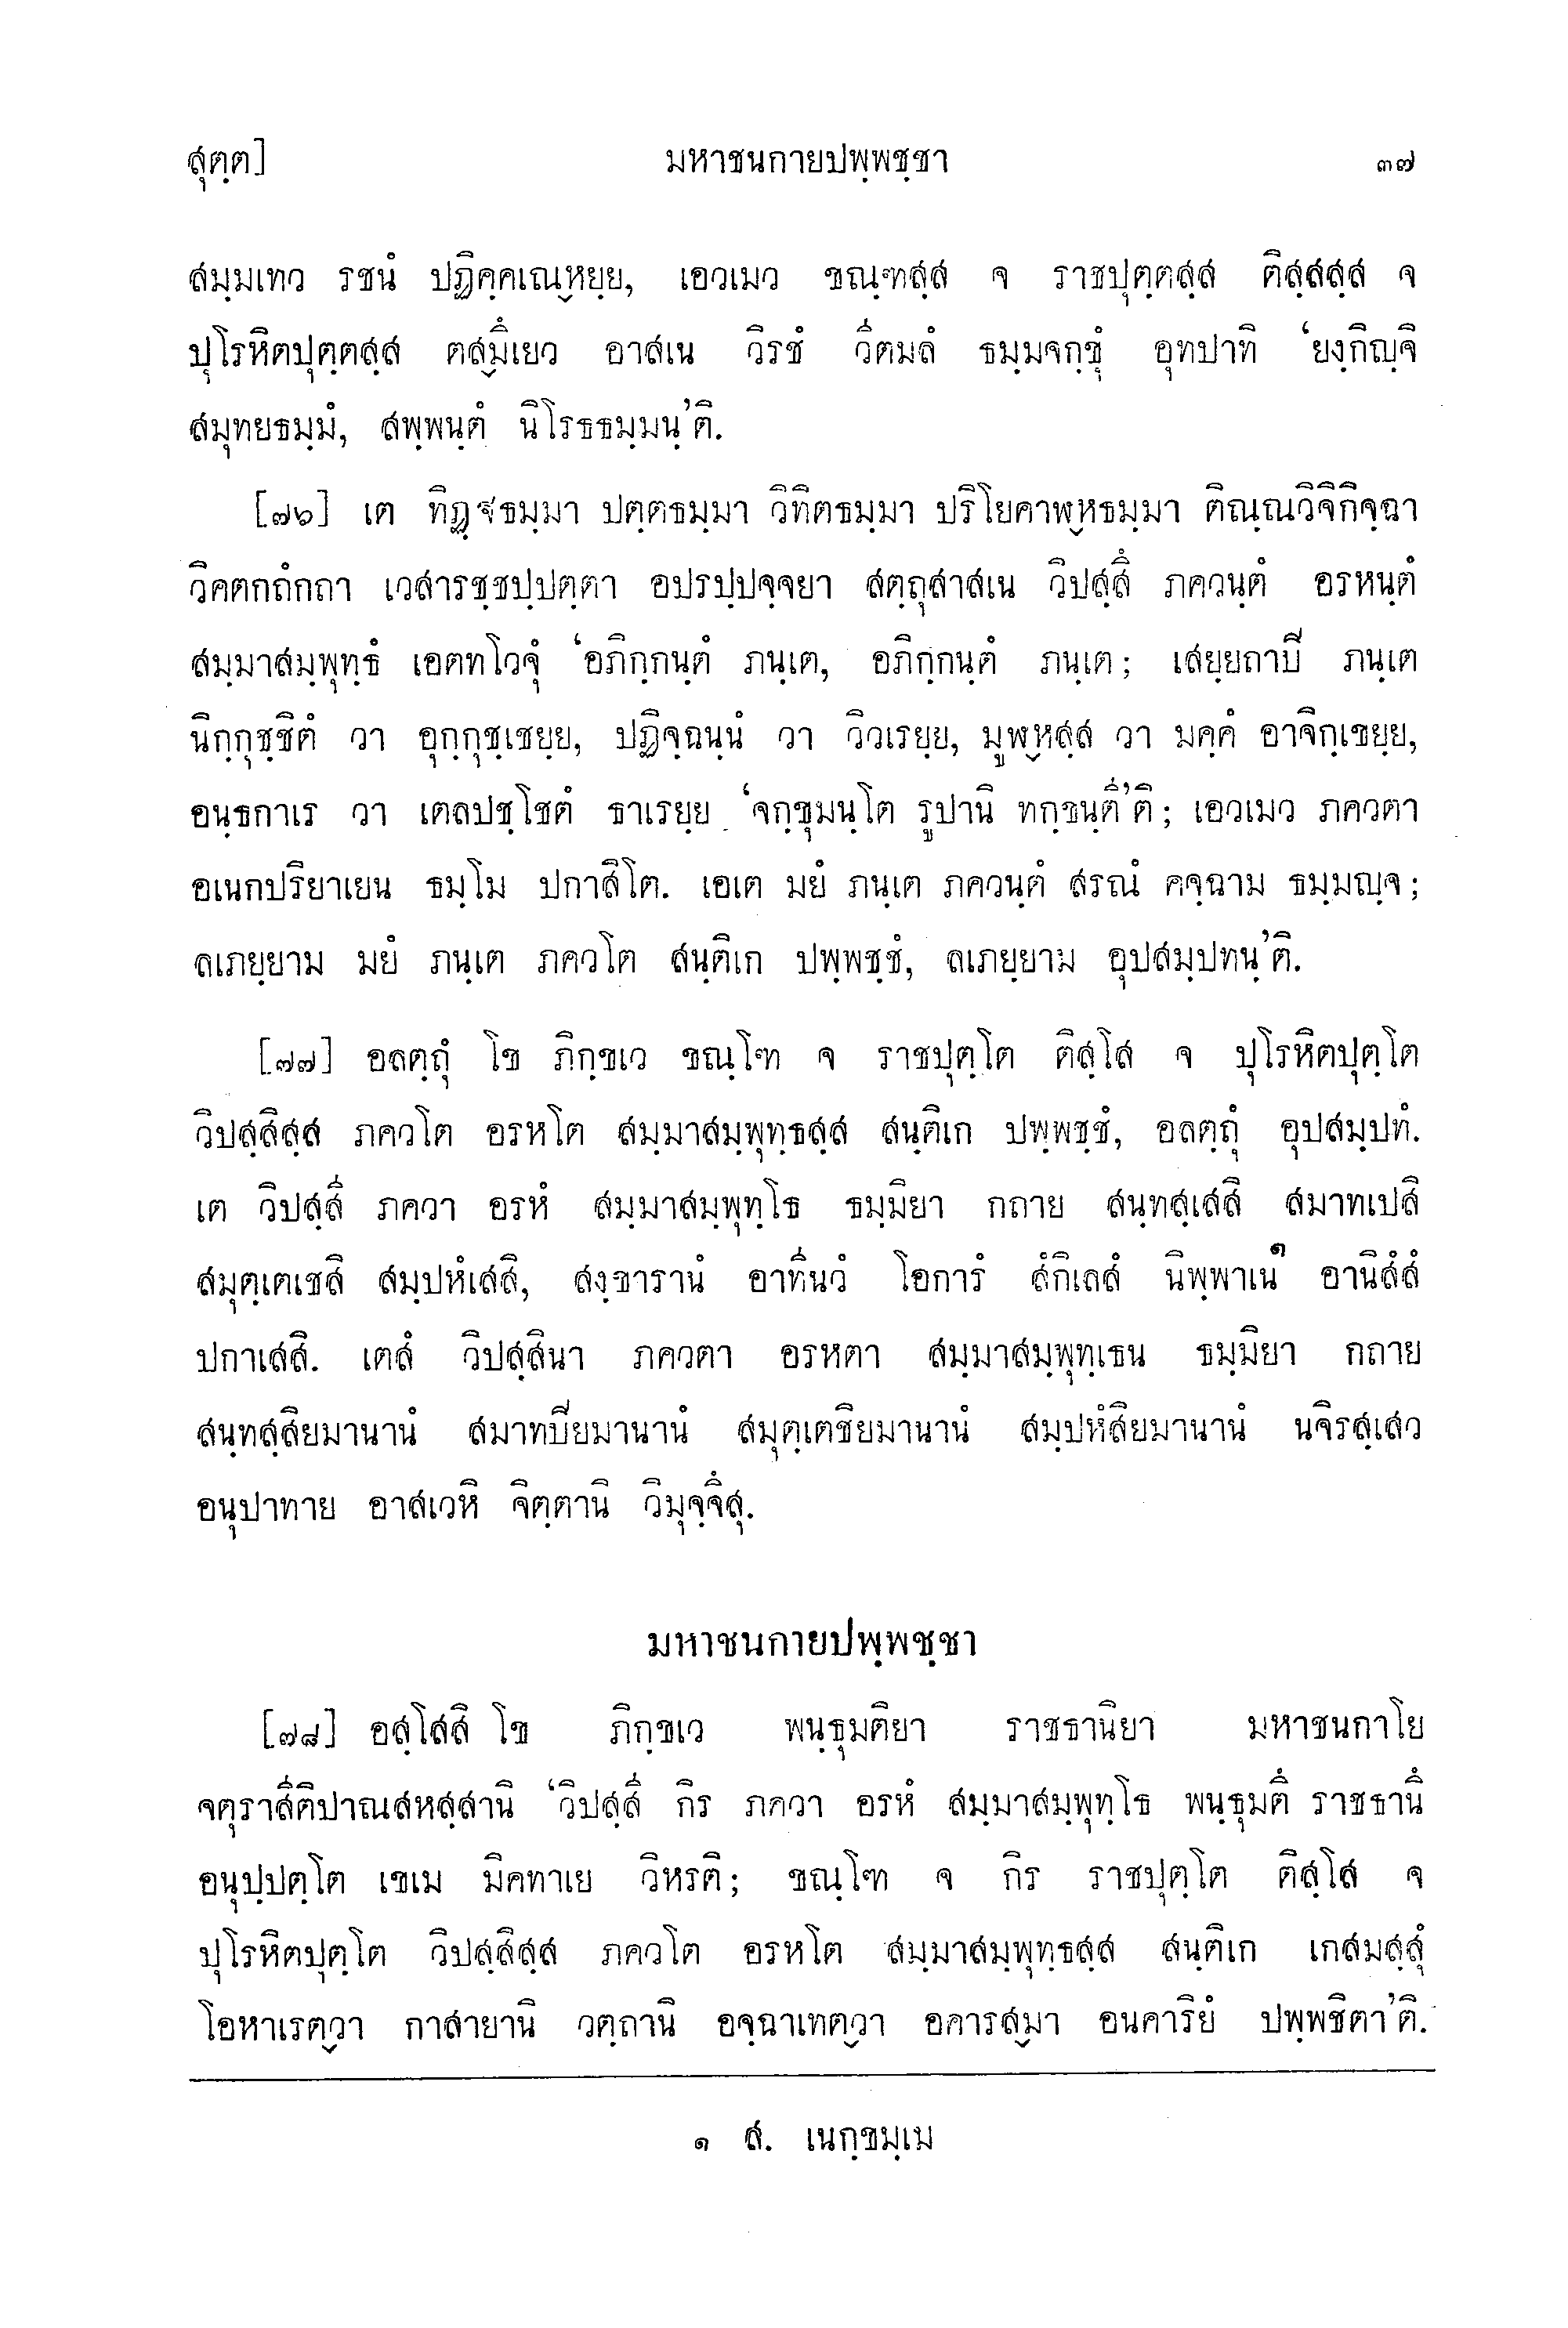 สุตฺต] มหาชนกายปพฺพชฺชา ๓๗
สมฺมเทว รชนํ ปฏิคฺคเณฺหยฺย, เอวเมว ขณฺฑสฺส จ ราชปุตฺตสฺส ติสฺสสฺส จ
ปุโรหิตปุตฺตสฺส ตสฺมึเยว อาสเน วิรชํ วีตมลํ ธมฺมจกฺขุํ อุทปาทิ ‘ยงฺกิญฺจิ
สมุทยธมฺมํ, สพฺพนฺตํ นิโรธธมฺมนฺ’ติ.
[๗๖] เต ทิฏฺฐธมฺมา ปตฺตธมฺมา วิทิตธมฺมา ปริโยคาฬฺหธมฺมา ติณฺณวิจิกิจฺฉา
วิคตกถํกถา เวสารชฺชปฺปตฺตา อปรปฺปจฺจยา สตฺถุสาสเน วิปสฺสึ ภควนฺตํ อรหนฺตํ
สมฺมาสมฺพุทฺธํ เอตทโวจุํ ‘อภิกฺกนฺตํ ภนฺเต, อภิกฺกนฺตํ ภนฺเต; เสยฺยถาปิ ภนฺเต
นิกฺกุชฺชิตํ วา อุกฺกุชฺเชยฺย, ปฏิจฺฉนฺนํ วา วิวเรยฺย, มูฬฺหสฺส วา มคฺคํ อาจิกฺเขยฺย,
อนฺธกาเร วา เตลปชฺโชตํ ธาเรยฺย ‘จกฺขุมนฺโต รูปานิ ทกฺขนฺตี’ติ; เอวเมว ภควตา
อเนกปริยาเยน ธมฺโม ปกาสิโต. เอเต มยํ ภนฺเต ภควนฺตํ สรณํ คจฺฉาม ธมฺมญฺจ;
ลเภยฺยาม มยํ ภนฺเต ภควโต สนฺติเก ปพฺพชฺชํ, ลเภยฺยาม อุปสมฺปทนฺ’ติ.
[๗๗] อลตฺถุํ โข ภิกฺขเว ขณฺโฑ จ ราชปุตฺโต ติสฺโส จ ปุโรหิตปุตฺโต
วิปสฺสิสฺส ภควโต อรหโต สมฺมาสมฺพุทฺธสฺส สนฺติเก ปพฺพชฺชํ, อลตฺถุํ อุปสมฺปทํ.
เต วิปสฺสี ภควา อรหํ สมฺมาสมฺพุทฺโธ ธมฺมิยา กถาย สนฺทสฺเสสิ สมาทเปสิ
สมุตฺเตเชสิ สมฺปหํเสสิ, สงฺขารานํ อาทีนวํ โอการํ สํกิเลสํ นิพฺพาเน๑ อานิสํสํ
ปกาเสสิ. เตสํ วิปสฺสินา ภควตา อรหตา สมฺมาสมฺพุทฺเธน ธมฺมิยา กถาย
สนฺทสฺสิยมานานํ สมาทปิยมานานํ สมุตฺเตชิยมานานํ สมฺปหํสิยมานานํ นจิรสฺเสว
อนุปาทาย อาสเวหิ จิตฺตานิ วิมุจฺจึสุ.
มหาชนกายปพฺพชฺชา
[๗๘] อสฺโสสิ โข ภิกฺขเว พนฺธุมติยา ราชธานิยา มหาชนกาโย
จตุราสีติปาณสหสฺสานิ ‘วิปสฺสี กิร ภควา อรหํ สมฺมาสมฺพุทฺโธ พนฺธุมตึ ราชธานึ
อนุปฺปตฺโต เขเม มิคทาเย วิหรติ; ขณฺโฑ จ กิร ราชปุตฺโต ติสฺโส จ
ปุโรหิตปุตฺโต วิปสฺสิสฺส ภควโต อรหโต สมฺมาสมฺพุทฺธสฺส สนฺติเก เกสมสฺสุํ
โอหาเรตฺวา กาสายานิ วตฺถานิ อจฺฉาเทตฺวา อคารสฺมา อนคาริยํ ปพฺพชิตา’ติ.
๑ ส. เนกฺขมฺเม